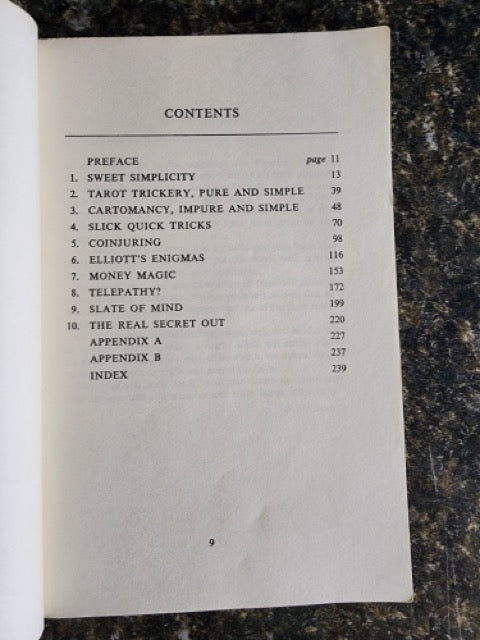 CONTENTS
PREFACE page 11
1. SWEET SIMPLICITY 13
2. TAROT TRICKERY, PURE AND SIMPLE 39
3. CARTOMANCY, IMPURE AND SIMPLE 48
4. SLICK QUICK TRICKS 70
5. COINJURING 98
6. ELLIOTT'S ENIGMAS 116
7. MONEY MAGIC 153
8. TELEPATHY? 172
9. SLATE OF MIND 199
10. THE REAL SECRET OUT 220
APPENDIX A 227
APPENDIX B 237
INDEX 239
9